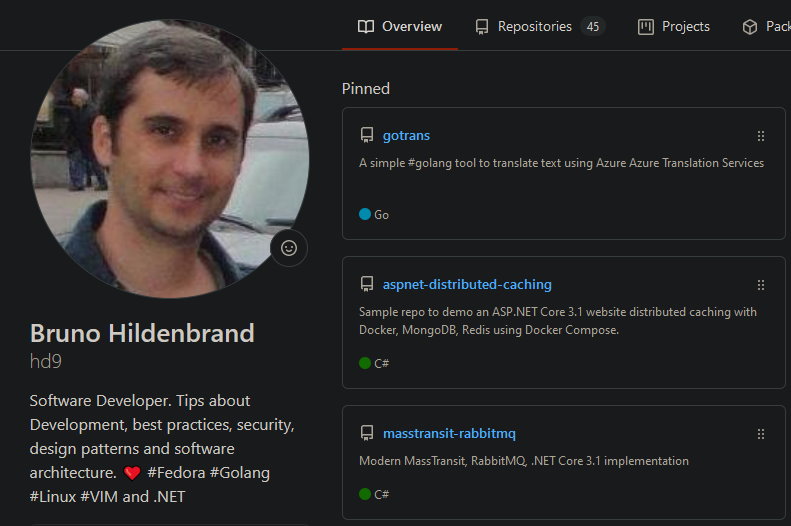 Overview
Repositories 45
Projects
Pack
Bruno Hildenbrand
hd9
Software Developer. Tips about
Development, best practices, security,
design patterns and software
architecture. ❤️ #Fedora #Golang
#Linux #VIM and .NET
Pinned
gotrans
A simple #golang tool to translate text using Azure Azure Translation Services
Go
aspnet-distributed-caching
Sample repo to demo an ASP.NET Core 3.1 website distributed caching with
Docker, MongoDB, Redis using Docker Compose.
C#
masstransit-rabbitmq
Modern MassTransit, RabbitMQ, .NET Core 3.1 implementation
C#